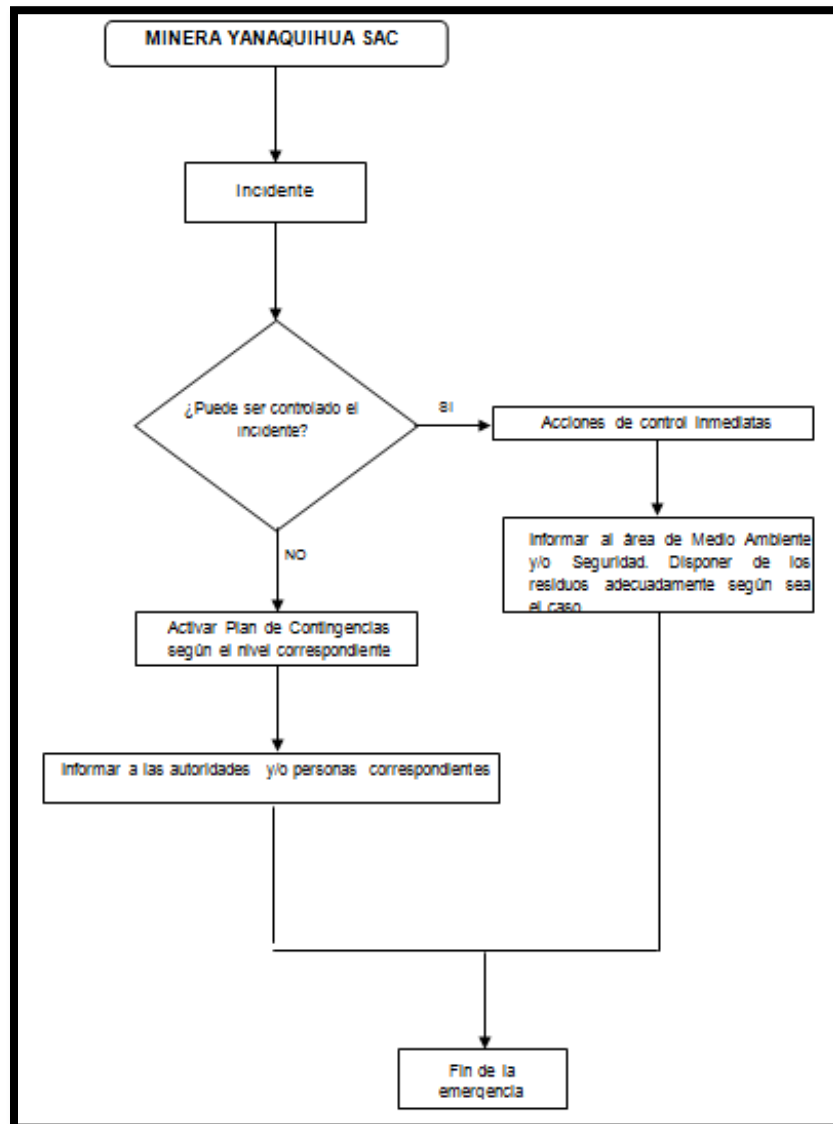 MINERA YANAQUIHUA SAC
Incidente
¿Puede ser controlado el
incidente?
SI
Acciones de control inmediatas
NO
Informar al área de Medio Ambiente
y/o Seguridad. Disponer de los
residuos adecuadamente según sea
el caso
Activar Plan de Contingencias
según el nivel correspondiente
Informar a las autoridades y/o personas correspondientes
Fin de la
emergencia